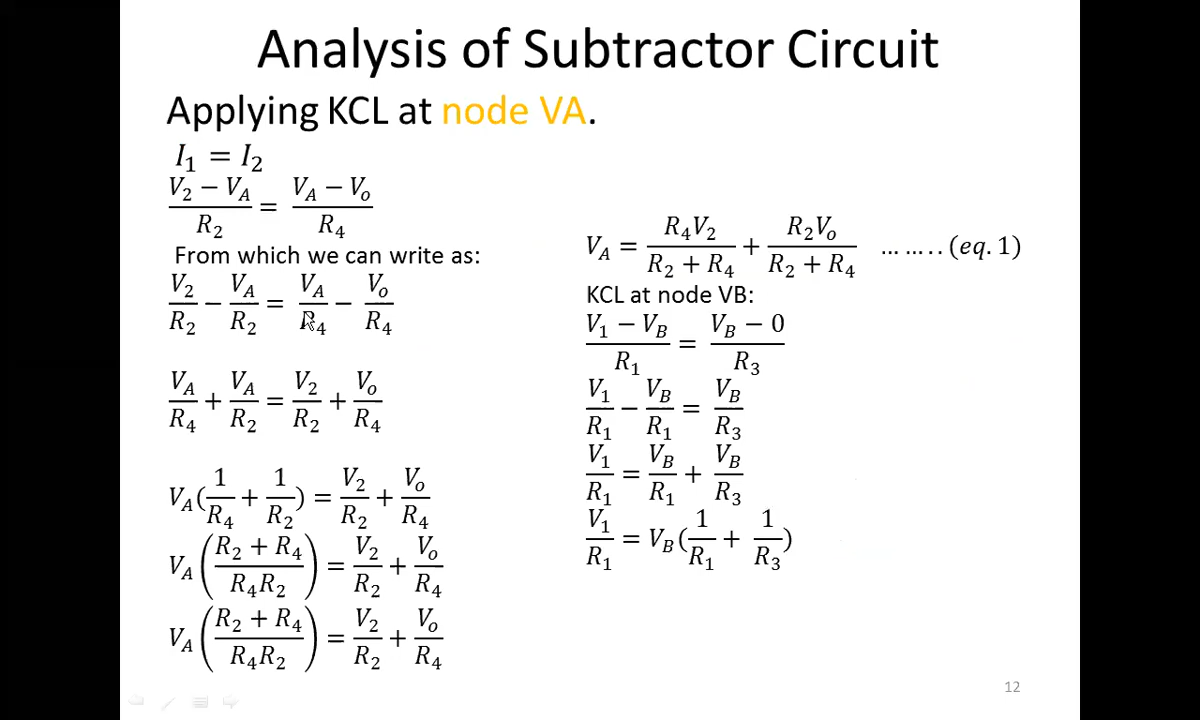 Analysis of Subtractor Circuit
Applying KCL at node VA.
I₁ = I₂
(V₂ − V_A)/R₂ = (V_A − V_o)/R₄
From which we can write as:
V₂/R₂ − V_A/R₂ = V_A/R₄ − V_o/R₄
V_A/R₄ + V_A/R₂ = V₂/R₂ + V_o/R₄
V_A(1/R₄ + 1/R₂) = V₂/R₂ + V_o/R₄
V_A((R₂ + R₄)/(R₄R₂)) = V₂/R₂ + V_o/R₄
V_A((R₂ + R₄)/(R₄R₂)) = V₂/R₂ + V_o/R₄
V_A = R₄V₂/(R₂ + R₄) + R₂V_o/(R₂ + R₄) … … . . (eq. 1)
KCL at node VB:
(V₁ − V_B)/R₁ = (V_B − 0)/R₃
V₁/R₁ − V_B/R₁ = V_B/R₃
V₁/R₁ = V_B/R₁ + V_B/R₃
V₁/R₁ = V_B(1/R₁ + 1/R₃)
12